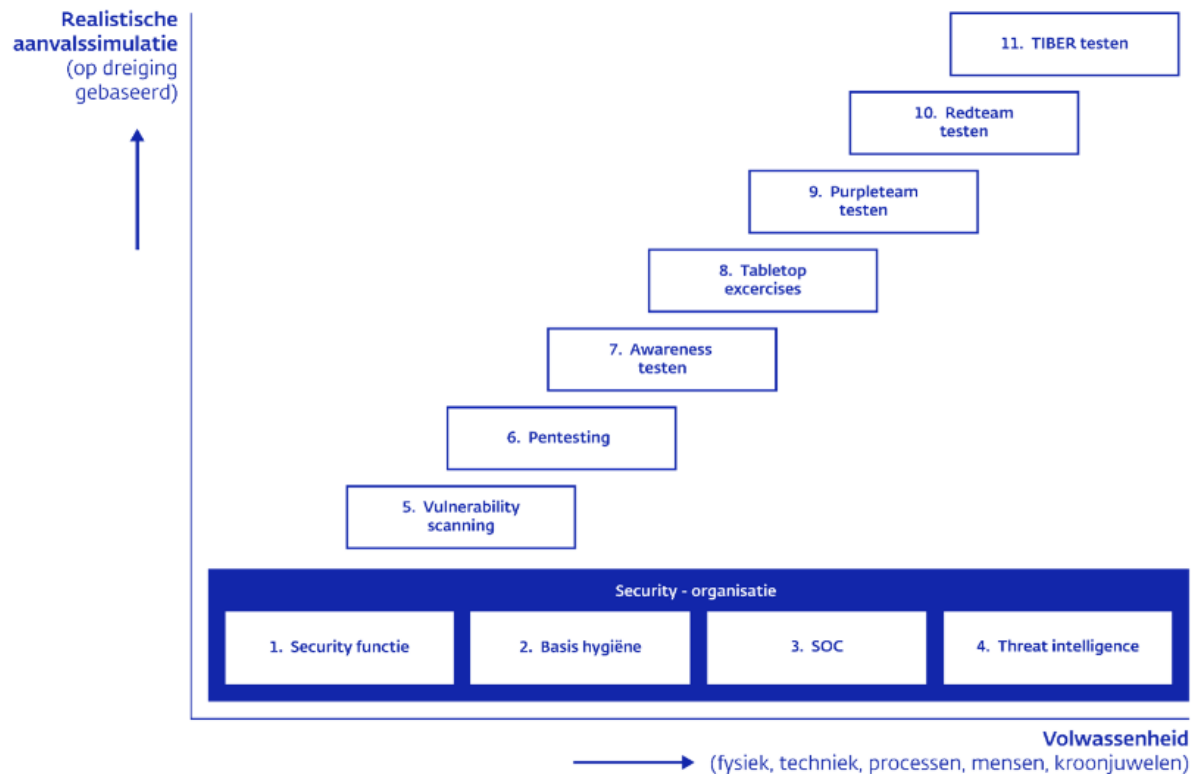 Realistische
aanvalssimulatie
(op dreiging
gebaseerd)
11. TIBER testen
10. Redteam
testen
9. Purpleteam
testen
8. Tabletop
excercises
7. Awareness
testen
6. Pentesting
5. Vulnerability
scanning
Security - organisatie
1. Security functie
2. Basis hygiëne
3. SOC
4. Threat intelligence
Volwassenheid
(fysiek, techniek, processen, mensen, kroonjuwelen)